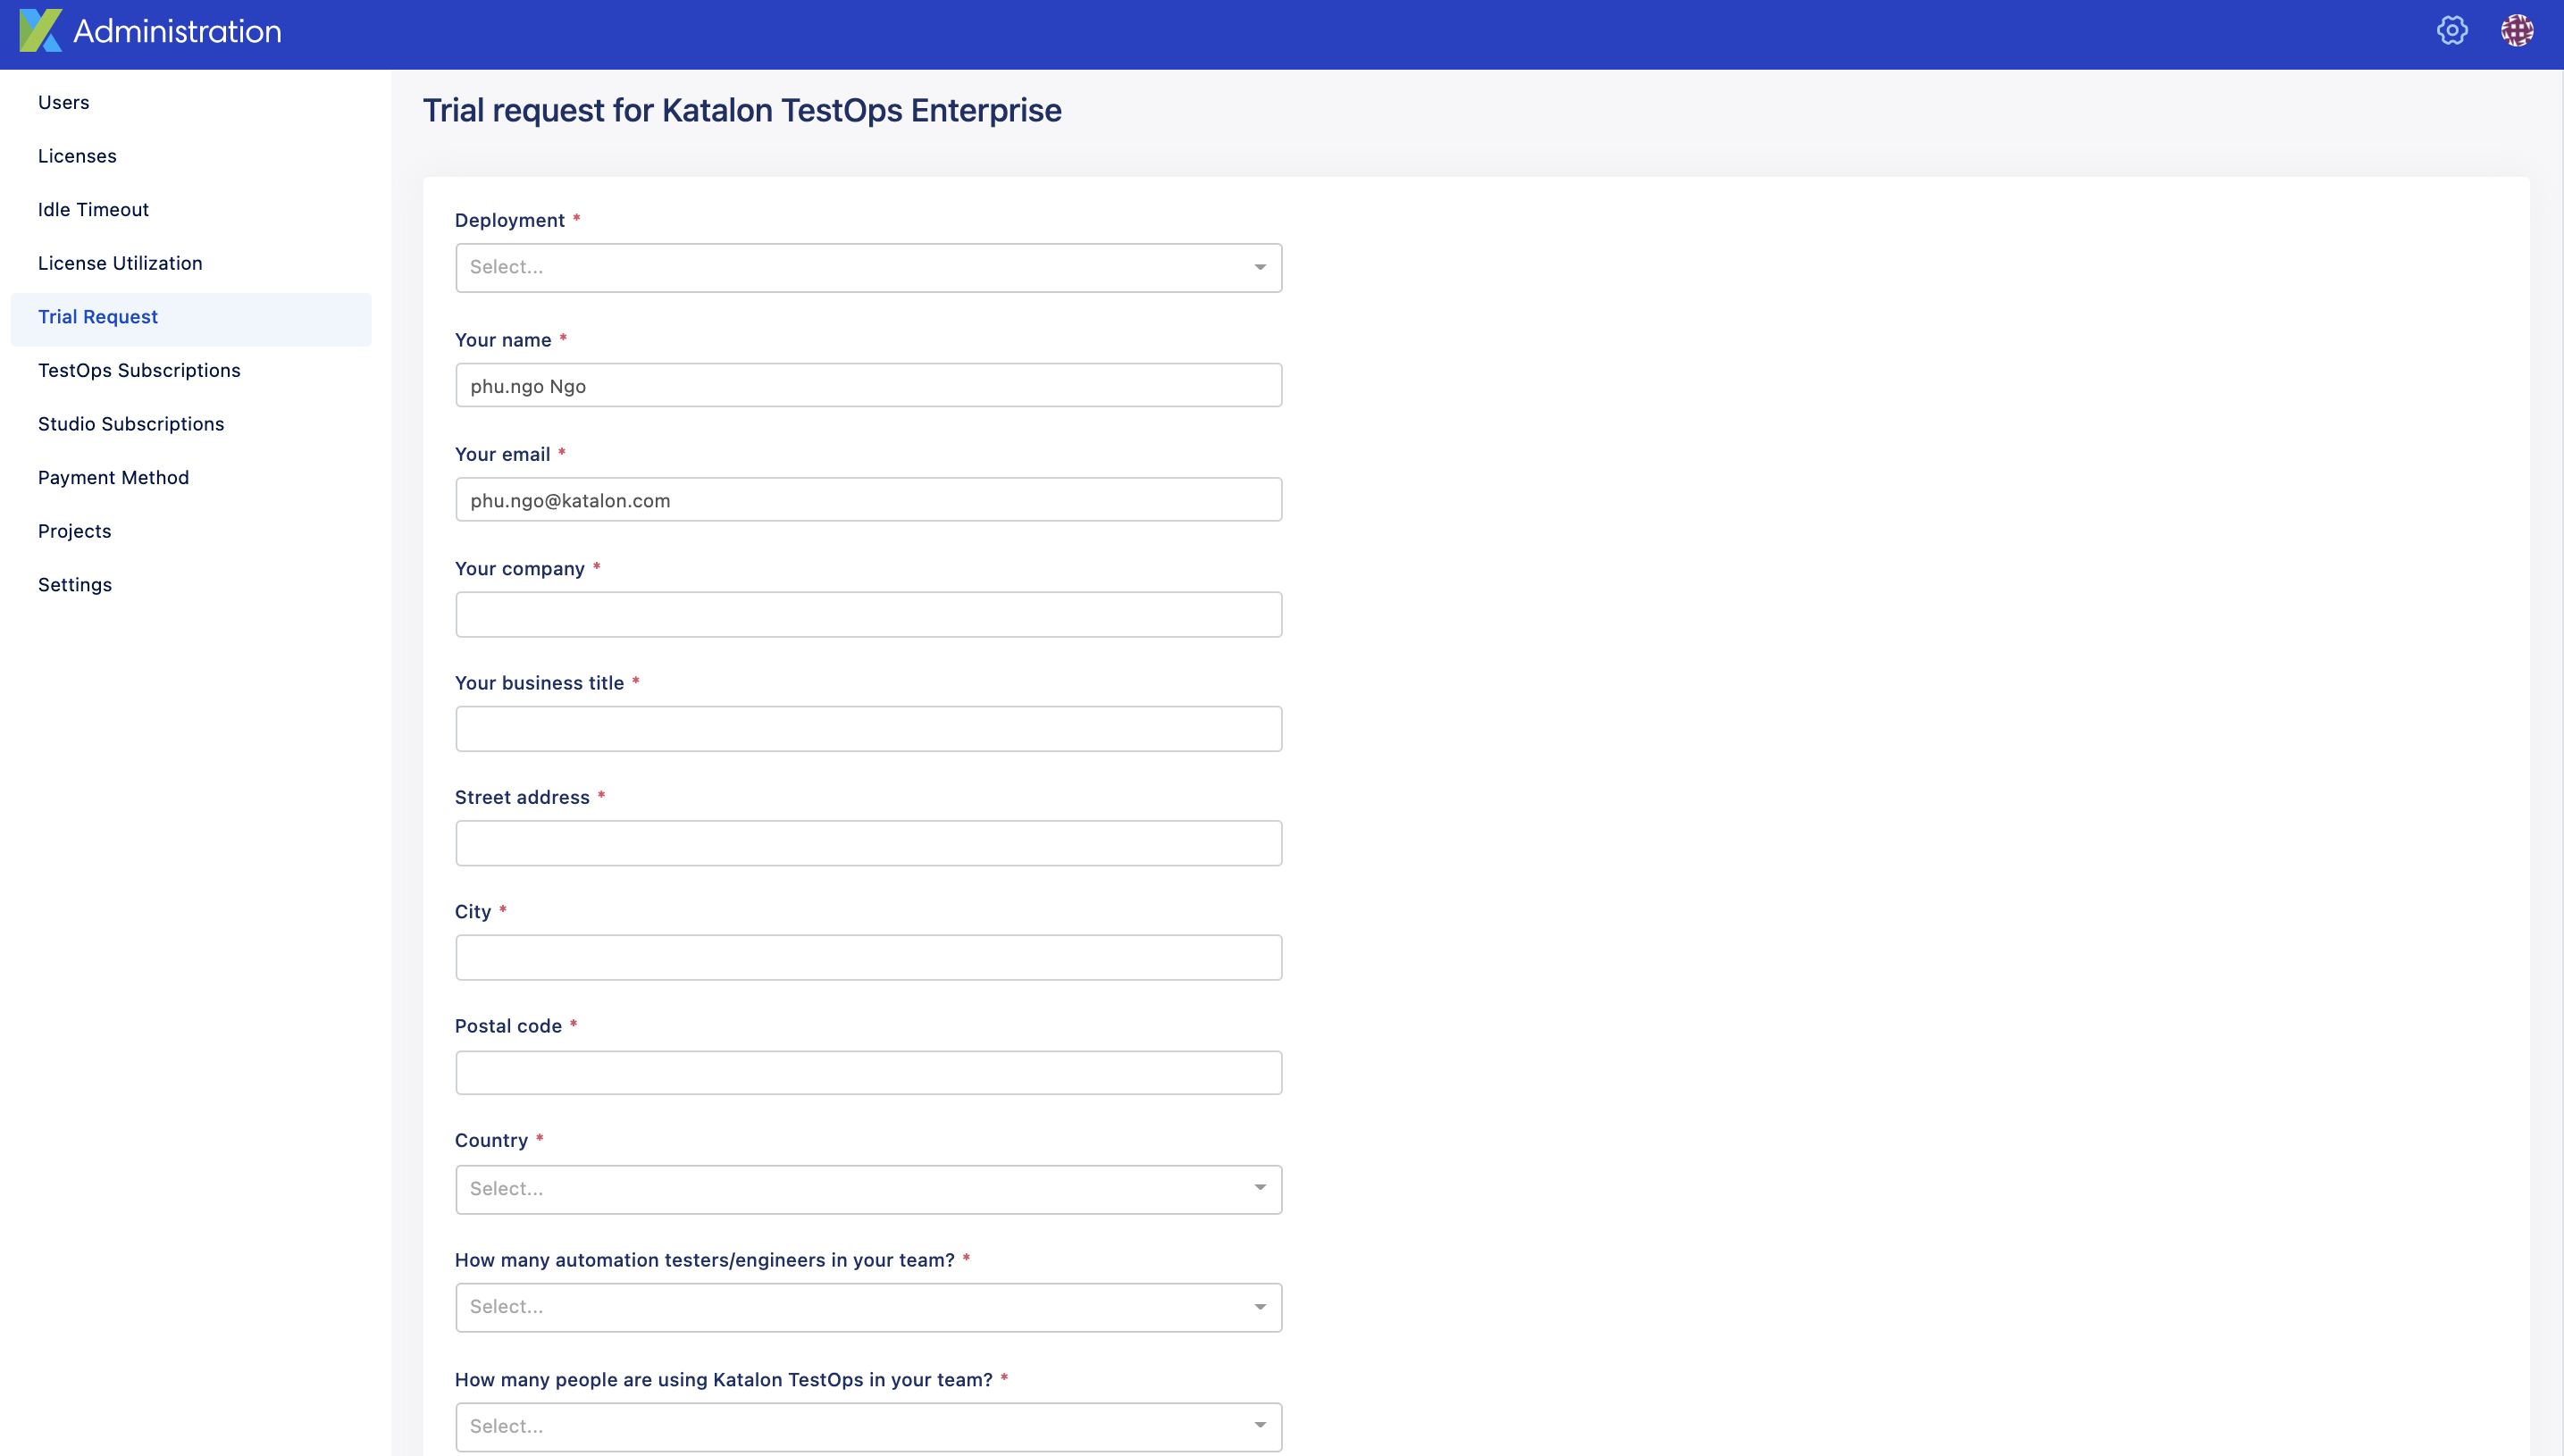 Administration
Users
Licenses
Idle Timeout
License Utilization
Trial Request
TestOps Subscriptions
Studio Subscriptions
Payment Method
Projects
Settings
Trial request for Katalon TestOps Enterprise
Deployment *
Select...
Your name *
phu.ngo Ngo
Your email *
phu.ngo@katalon.com
Your company *
Your business title *
Street address *
City *
Postal code *
Country *
Select...
How many automation testers/engineers in your team? *
Select...
How many people are using Katalon TestOps in your team? *
Select...